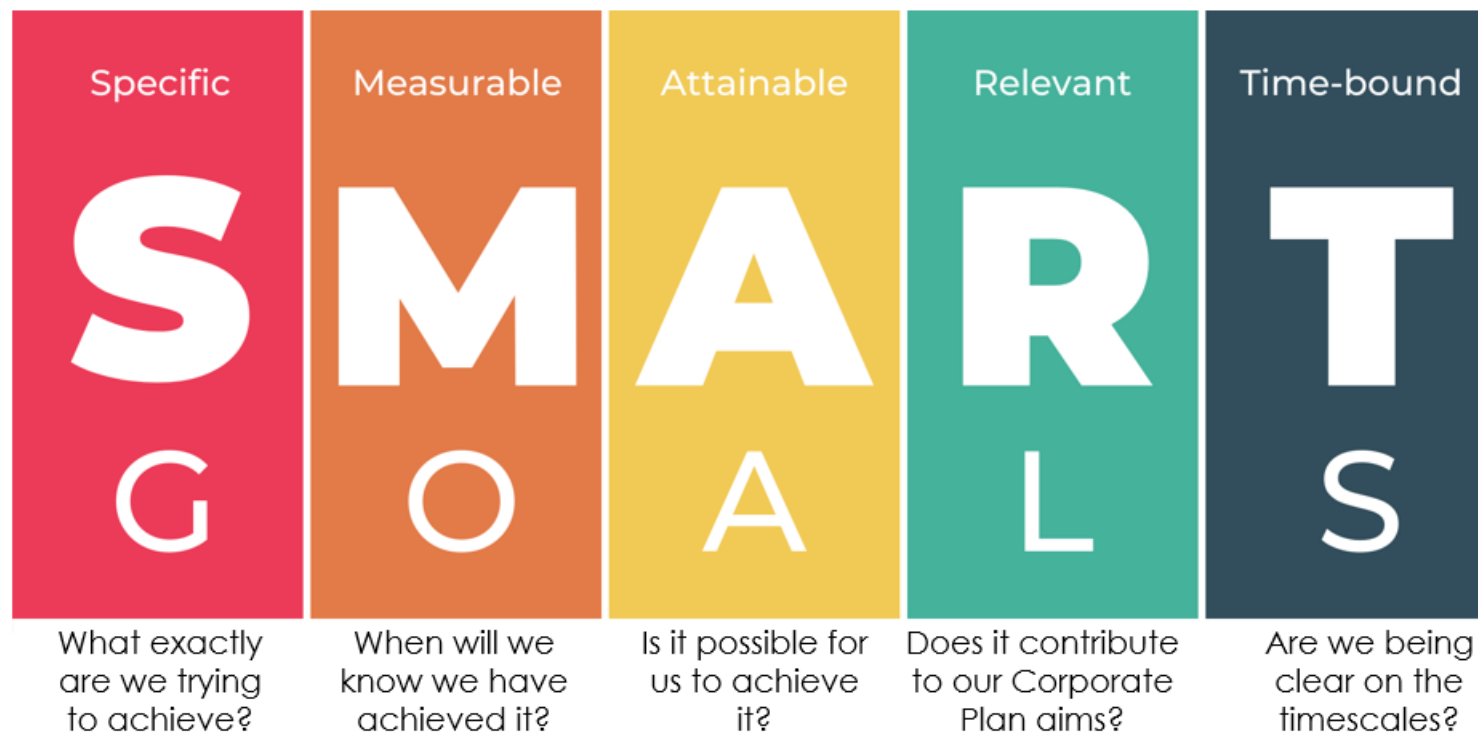 Specific Measurable Attainable Relevant Time-bound
S M A R T
G O A L S
What exactly
are we trying
to achieve?
When will we
know we have
achieved it?
Is it possible for
us to achieve
it?
Does it contribute
to our Corporate
Plan aims?
Are we being
clear on the
timescales?